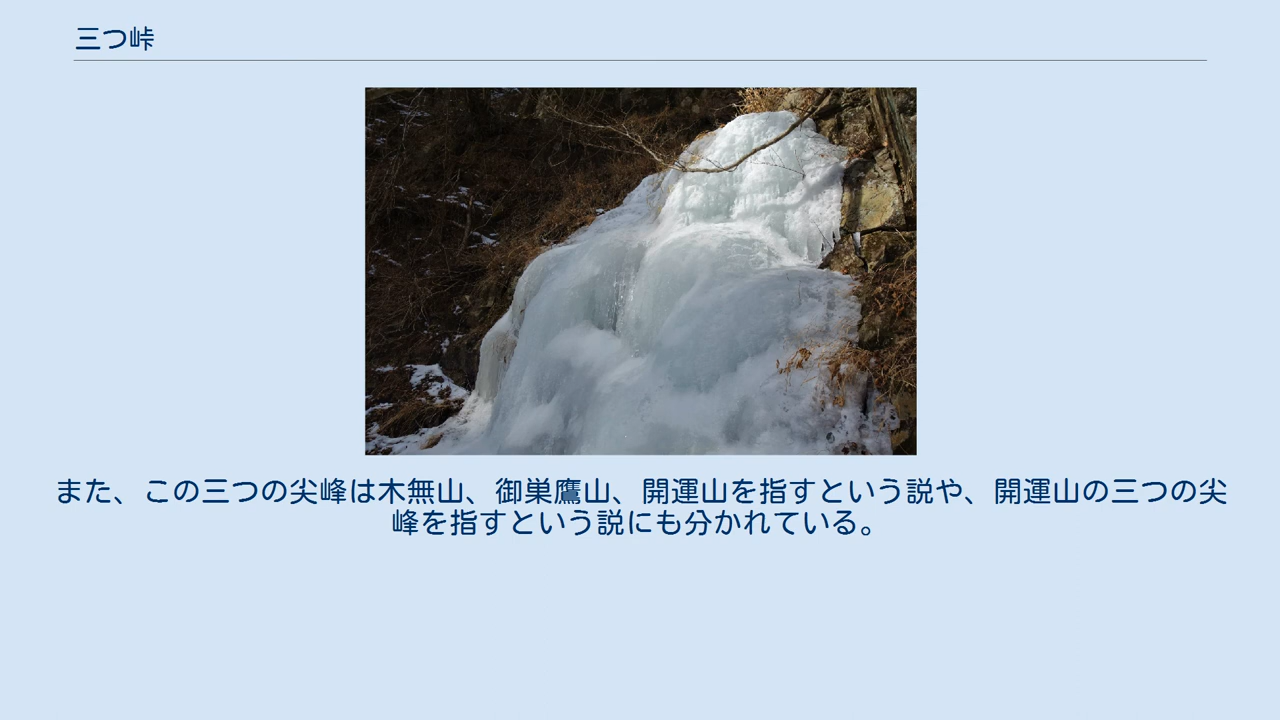 三つ峠
また、この三つの尖峰は木無山、御巣鷹山、開運山を指すという説や、開運山の三つの尖
峰を指すという説にも分かれている。